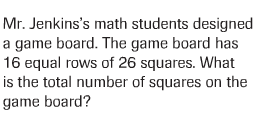 Mr. Jenkins's math students designed
a game board. The game board has
16 equal rows of 26 squares. What
is the total number of squares on the
game board?